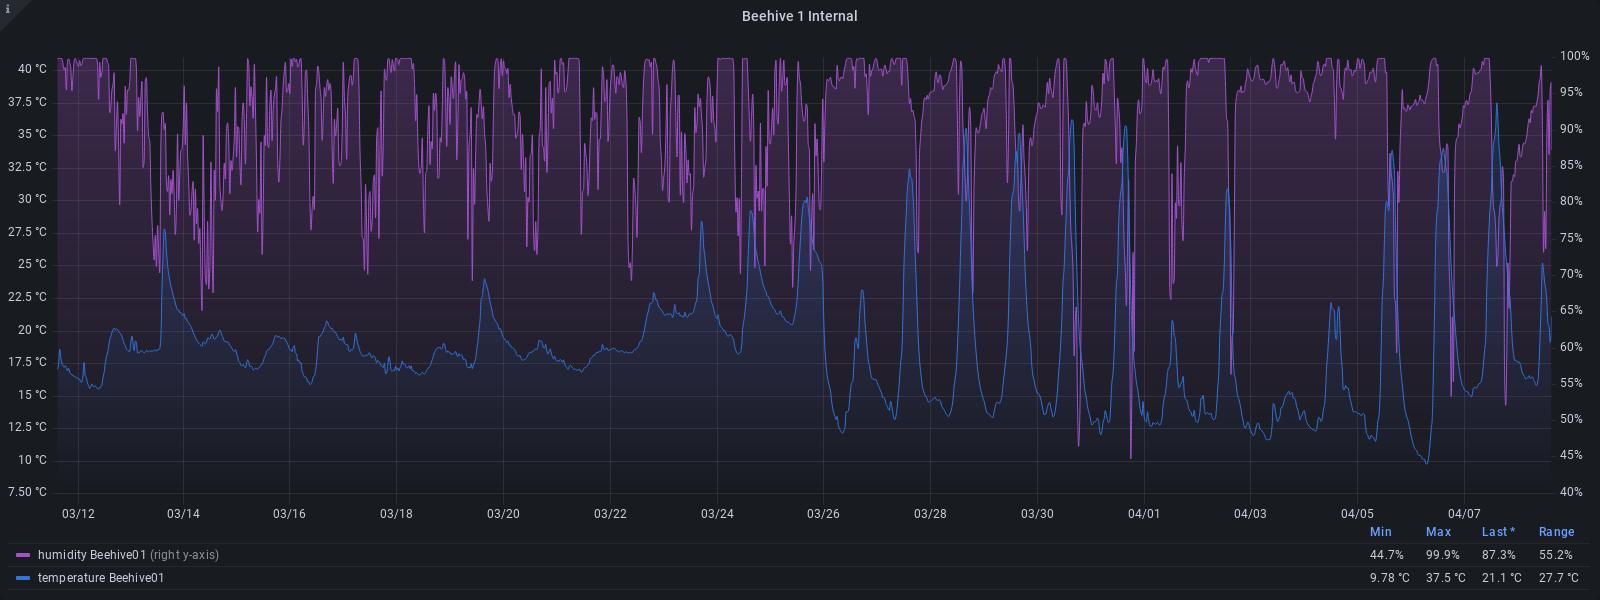 i
Beehive 1 Internal
40 °C
37.5 °C
35 °C
32.5 °C
30 °C
27.5 °C
25 °C
22.5 °C
20 °C
17.5 °C
15 °C
12.5 °C
10 °C
7.50 °C
100%
95%
90%
85%
80%
75%
70%
65%
60%
55%
50%
45%
40%
03/12 03/14 03/16 03/18 03/20 03/22 03/24 03/26 03/28 03/30 04/01 04/03 04/05 04/07
Min Max Last * Range
humidity Beehive01 (right y-axis) 44.7% 99.9% 87.3% 55.2%
temperature Beehive01 9.78 °C 37.5 °C 21.1 °C 27.7 °C